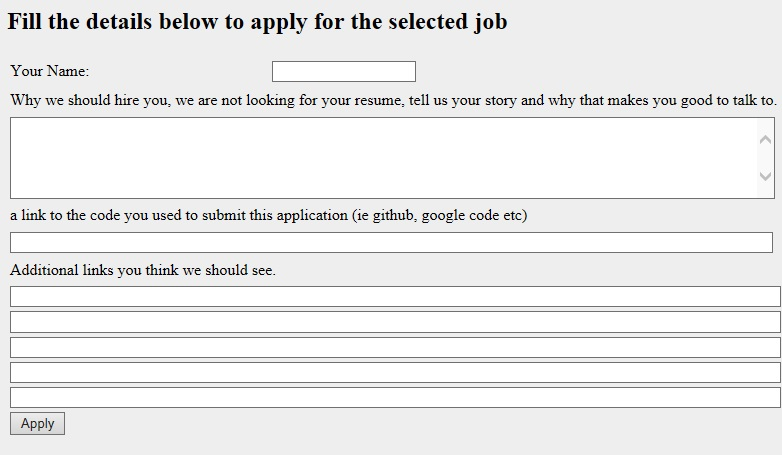 Fill the details below to apply for the selected job
Your Name:
Why we should hire you, we are not looking for your resume, tell us your story and why that makes you good to talk to.
a link to the code you used to submit this application (ie github, google code etc)
Additional links you think we should see.
Apply